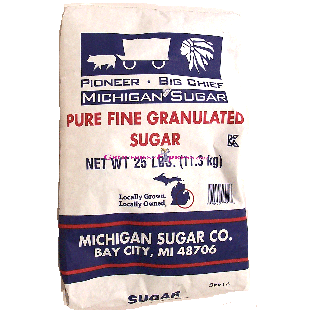 PIONEER • BIG CHIEF
MICHIGAN SUGAR
PURE FINE GRANULATED
SUGAR
NET WT 25 LBS. (11.3 kg)
Locally Grown.
Locally Owned.
MICHIGAN SUGAR CO.
BAY CITY, MI 48706
SUGAR